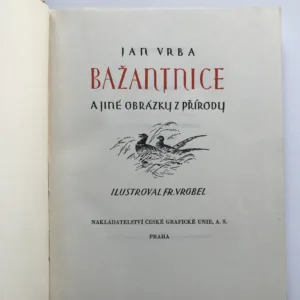 JAN VRBA
BAŽANTNICE
A JINÉ OBRÁZKY Z PŘÍRODY
ILUSTROVAL FR. VROBEL
NAKLADATELSTVÍ ČESKÉ GRAFICKÉ UNIE, A. S.
PRAHA